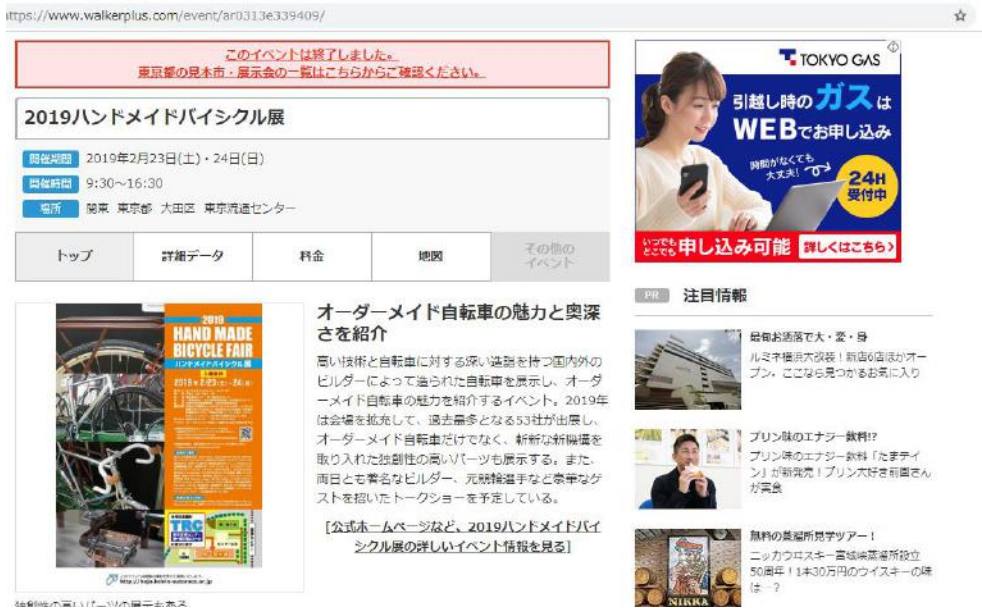 ttps://www.walkerplus.com/event/ar0313e339409/
このイベントは終了しました。
東京都の見本市・展示会の一覧はこちらからご確認ください。
2019ハンドメイドバイシクル展
開催期間 2019年2月23日(土)・24日(日)
開催時間 9:30～16:30
場所 関東 東京都 大田区 東京流通センター
トップ
詳細データ
料金
地図
その他の
イベント
2019
HAND MADE
BICYCLE FAIR
ハンドメイドバイシクル展
TRC
独創性の高いパーツの展示もある
オーダーメイド自転車の魅力と奥深
さを紹介
高い技術と自転車に対する深い造詣を持つ国内外の
ビルダーによって造られた自転車を展示し、オーダ
ーメイド自転車の魅力を紹介するイベント。2019年
は会場を拡充して、過去最多となる53社が出展し、
オーダーメイド自転車だけでなく、斬新な新機構を
取り入れた独創性の高いパーツも展示する。また、
両日とも著名なビルダー、元競輪選手など豪華なゲ
ストを招いたトークショーを予定している。
[公式ホームページなど、2019ハンドメイドバイ
シクル展の詳しいイベント情報を見る]
TOKYO GAS
引越し時のガスは
WEBでお申し込み
時間がなくても
大丈夫!
24H
受付中
いつでも
どこでも
申し込み可能
詳しくはこちら
PR 注目情報
最旬お洒落で大・変・身
ルミネ横浜大改装！新店6店ほかオー
プン。ここなら見つかるお気に入り
プリン味のエナジー飲料!?
プリン味のエナジー飲料「たまテイ
ン」が新発売！プリン大好き前園さん
が実食
無料の蒸溜所見学ツアー！
ニッカウヰスキー宮城峡蒸溜所設立
50周年！1本30万円のウイスキーの味
は…？
NIKKA